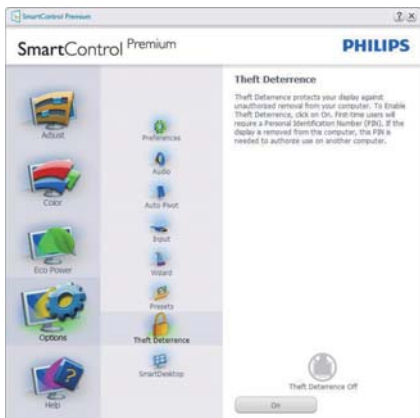 SmartControl Premium
SmartControl Premium
PHILIPS
Adjust
Color
Eco Power
Options
Help
Preferences
Audio
Auto Pivot
Input
Wizard
Presets
Theft Deterrence
SmartDesktop
Theft Deterrence
Theft Deterrence protects your display against
unauthorized removal from your computer. To Enable
Theft Deterrence, click on On. First-time users will
require a Personal Identification Number (PIN). If the
display is removed from this computer, this PIN is
needed to authorize use on another computer.
Theft Deterrence Off
On